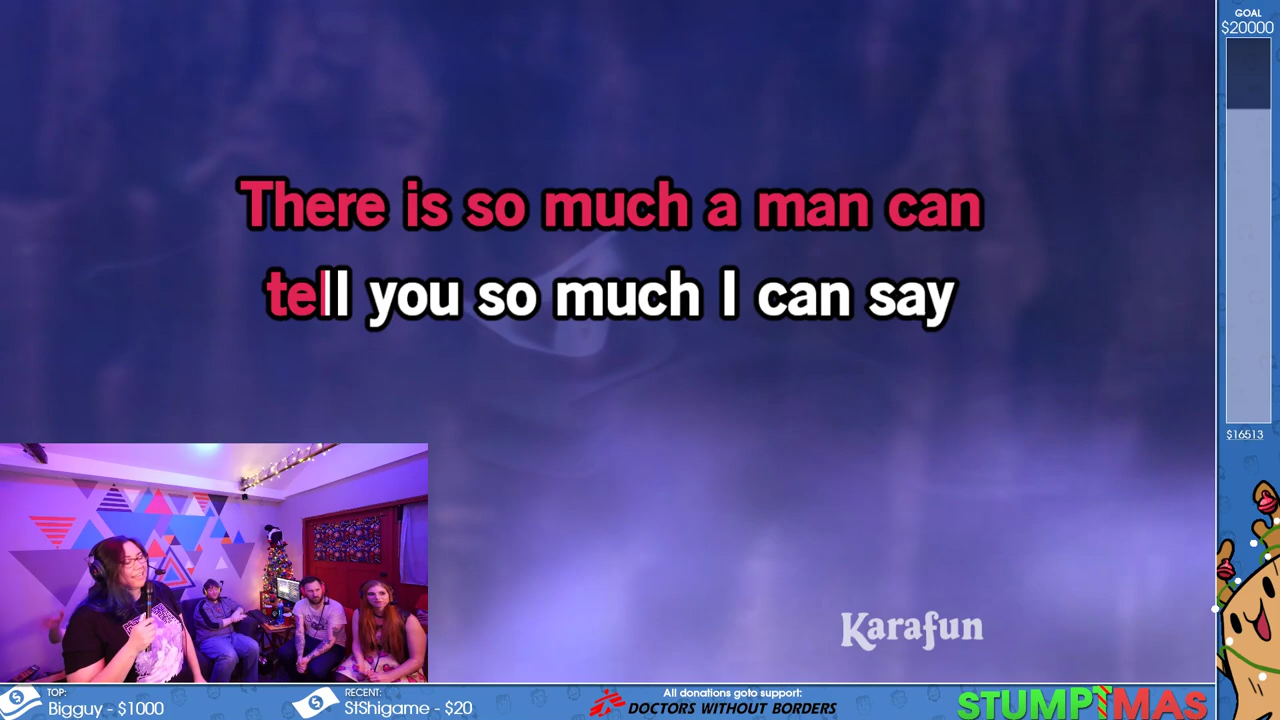 GOAL
$20000
There is so much a man can
tell you so much I can say
$16513
Karafun
TOP:
Bigguy - $1000
RECENT:
StShigame - $20
All donations goto support:
DOCTORS WITHOUT BORDERS
STUMPTMAS